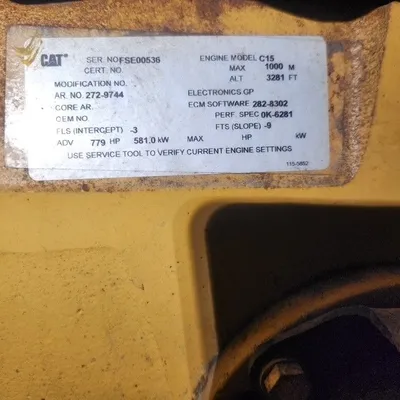 CAT® SER. NO FSE00536 ENGINE MODEL C15
CERT. NO. MAX 1000 M
MODIFICATION NO. ALT 3281 FT
AR. NO. 272-9744 ELECTRONICS GP
CORE AR. ECM SOFTWARE 282-8302
OEM NO. PERF. SPEC 0K-6281
FLS (INTERCEPT) -3 FTS (SLOPE) -9
ADV 779 HP 581.0 kW MAX HP kW
USE SERVICE TOOL TO VERIFY CURRENT ENGINE SETTINGS